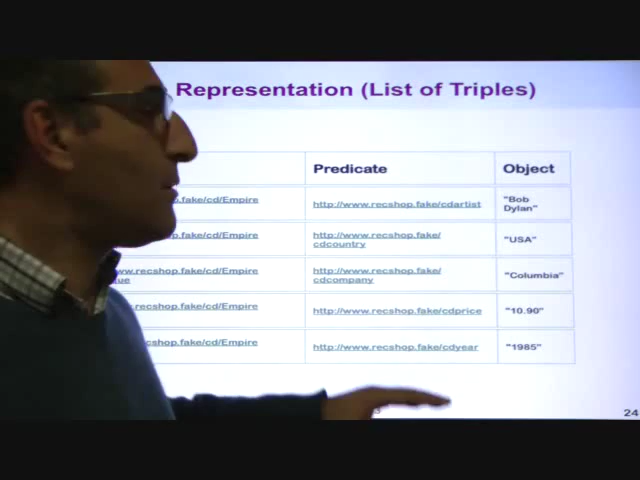 Representation (List of Triples)
Predicate Object
p.fake/cd/Empire http://www.recshop.fake/cdartist "Bob
Dylan"
op.fake/cd/Empire http://www.recshop.fake/
cdcountry "USA"
www.recshop.fake/cd/Empire http://www.recshop.fake/
que cdcompany "Columbia"
.recshop.fake/cd/Empire http://www.recshop.fake/cdprice "10.90"
cshop.fake/cd/Empire http://www.recshop.fake/cdyear "1985"
24